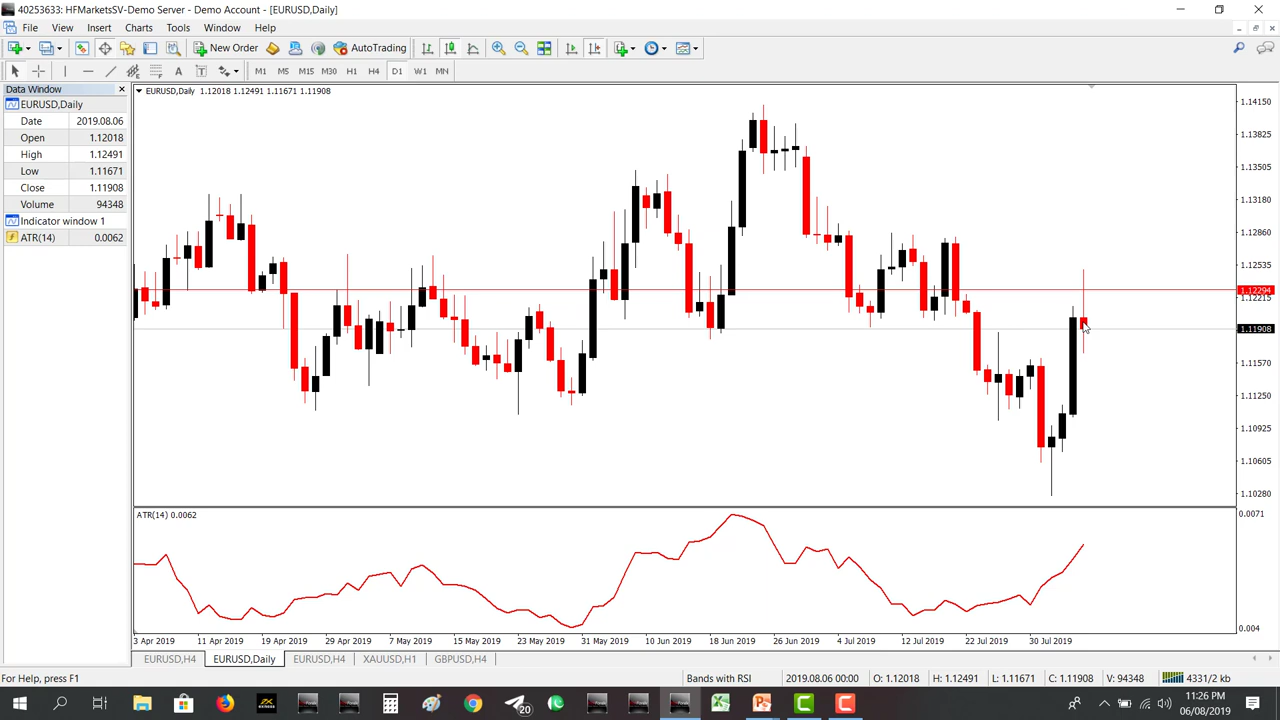 40253633: HFMarketsSV-Demo Server - Demo Account - [EURUSD,Daily]
File View Insert Charts Tools Window Help
New Order AutoTrading
A T M1 M5 M15 M30 H1 H4 D1 W1 MN
Data Window
EURUSD,Daily
Date 2019.08.06
Open 1.12018
High 1.12491
Low 1.11671
Close 1.11908
Volume 94348
Indicator window 1
ATR(14) 0.0062
EURUSD,Daily 1.12018 1.12491 1.11671 1.11908
1.14150
1.13825
1.13505
1.13180
1.12860
1.12535
1.12294
1.12215
1.11908
1.11570
1.11250
1.10925
1.10605
1.10280
ATR(14) 0.0062
0.0071
0.004
3 Apr 2019 11 Apr 2019 19 Apr 2019 29 Apr 2019 7 May 2019 15 May 2019 23 May 2019 31 May 2019 10 Jun 2019 18 Jun 2019 26 Jun 2019 4 Jul 2019 12 Jul 2019 22 Jul 2019 30 Jul 2019
EURUSD,H4 EURUSD,Daily EURUSD,H4 XAUUSD,H1 GBPUSD,H4
For Help, press F1 Bands with RSI 2019.08.06 00:00 O: 1.12018 H: 1.12491 L: 1.11671 C: 1.11908 V: 94348 4331/2 kb
20
11:26 PM
06/08/2019